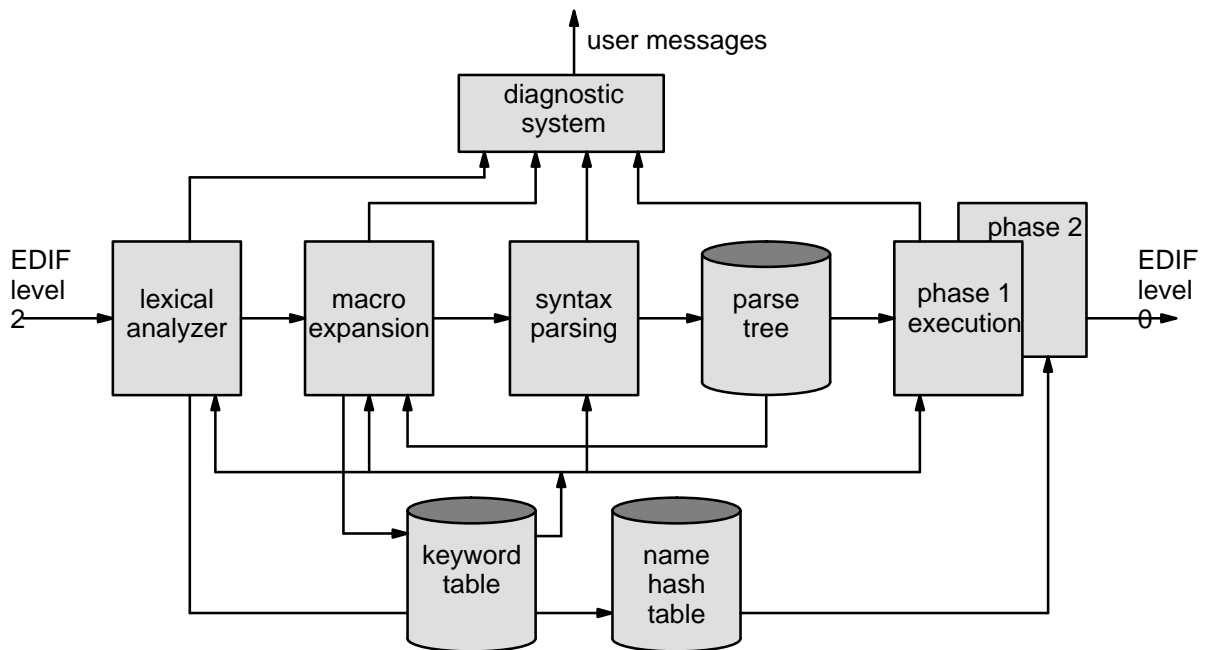 user messages
diagnostic
system
EDIF
level
2
lexical
analyzer
macro
expansion
syntax
parsing
parse
tree
phase 1
execution
phase 2
EDIF
level
0
keyword
table
name
hash
table